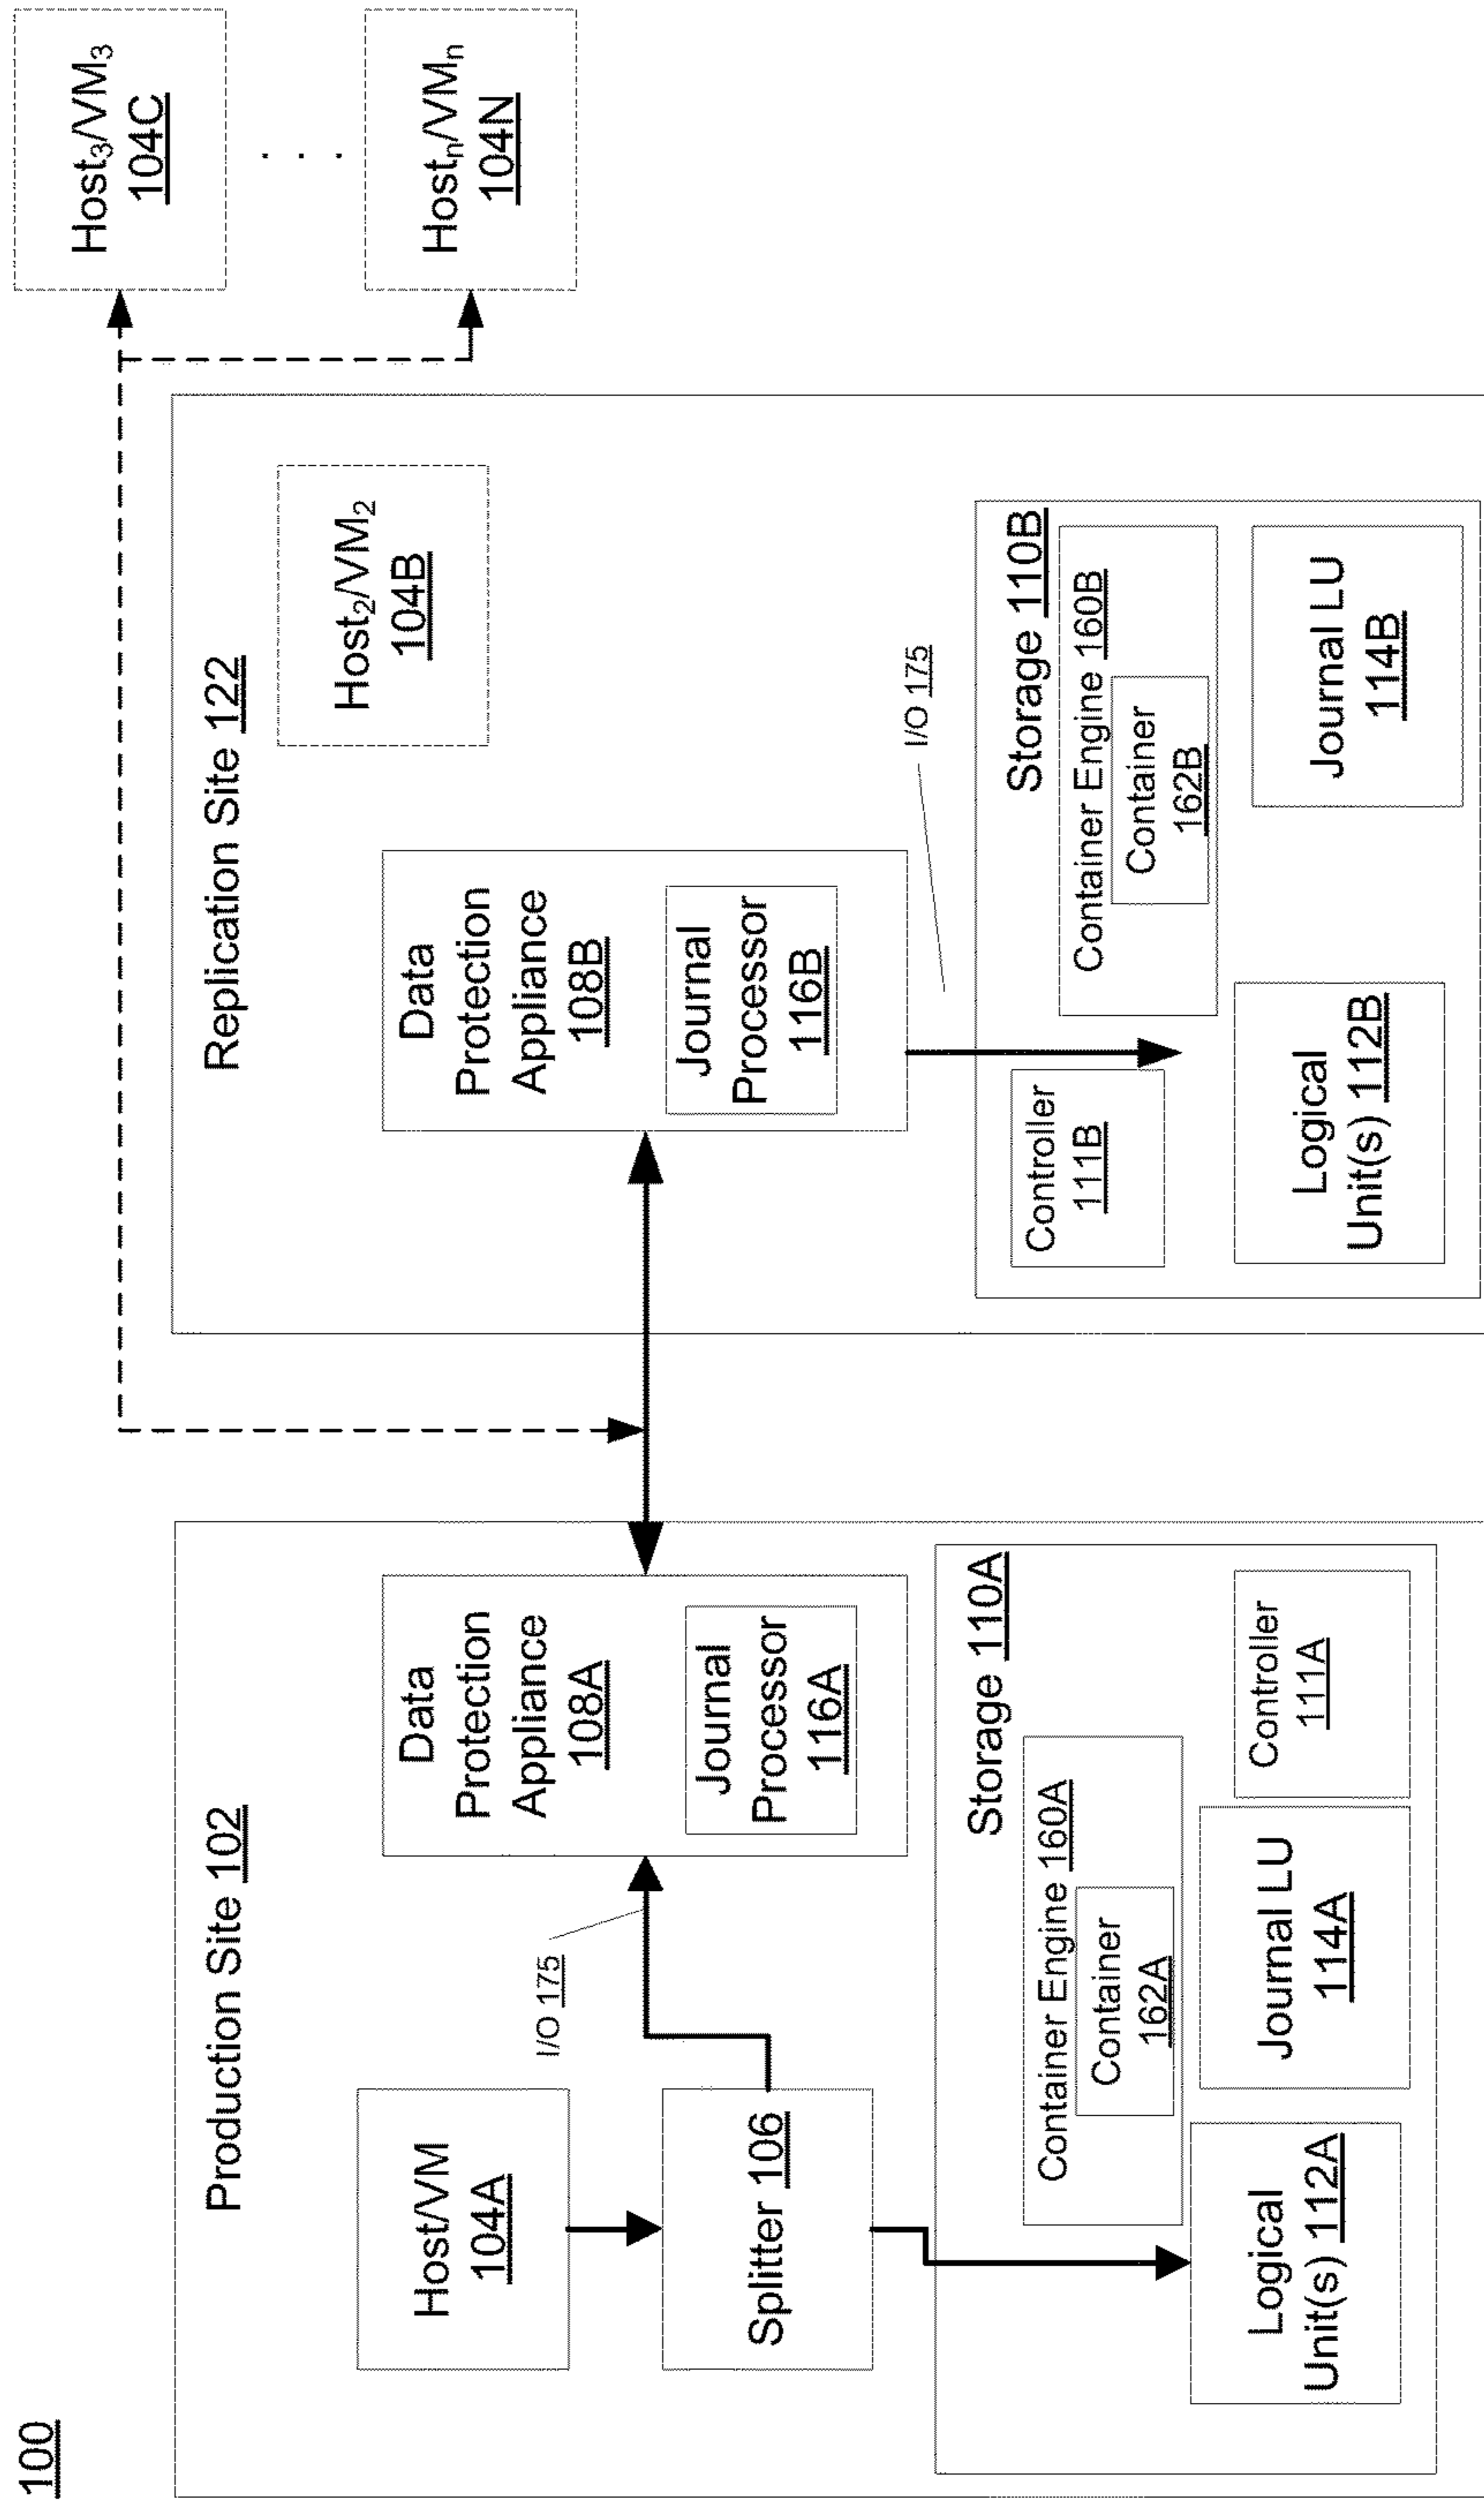 100
Production Site 102
Host/VM
104A
Splitter 106
I/O 175
Data
Protection
Appliance
108A
Journal
Processor
116A
Storage 110A
Container Engine 160A
Container
162A
Logical
Unit(s) 112A
Journal LU
114A
Controller
111A
Replication Site 122
Host2/VM2
104B
Data
Protection
Appliance
108B
Journal
Processor
116B
I/O 175
Storage 110B
Controller
111B
Container Engine 160B
Container
162B
Logical
Unit(s) 112B
Journal LU
114B
Host3/VM3
104C
. . .
Hostn/VMn
104N